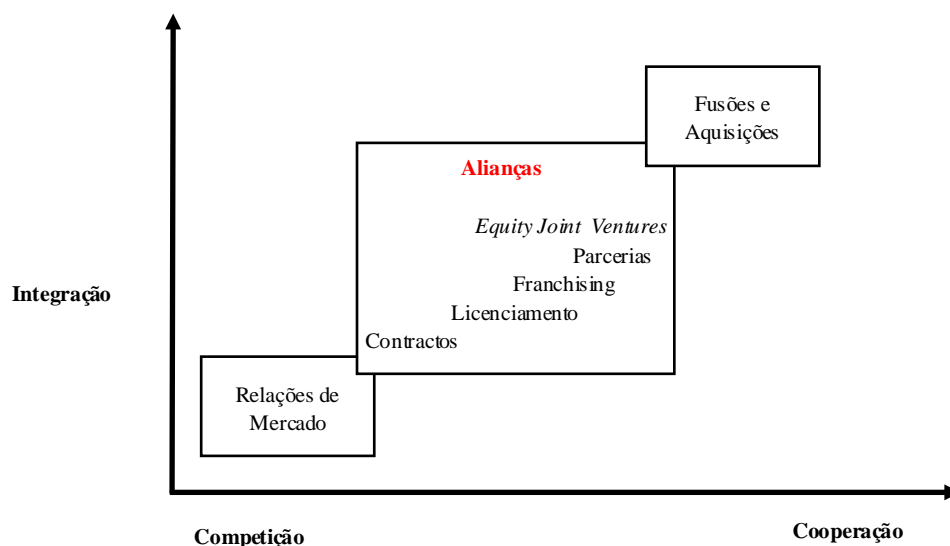 Fusões e
Aquisições
Alianças
Equity Joint Ventures
Parcerias
Franchising
Integração
Licenciamento
Contractos
Relações de
Mercado
Competição
Cooperação